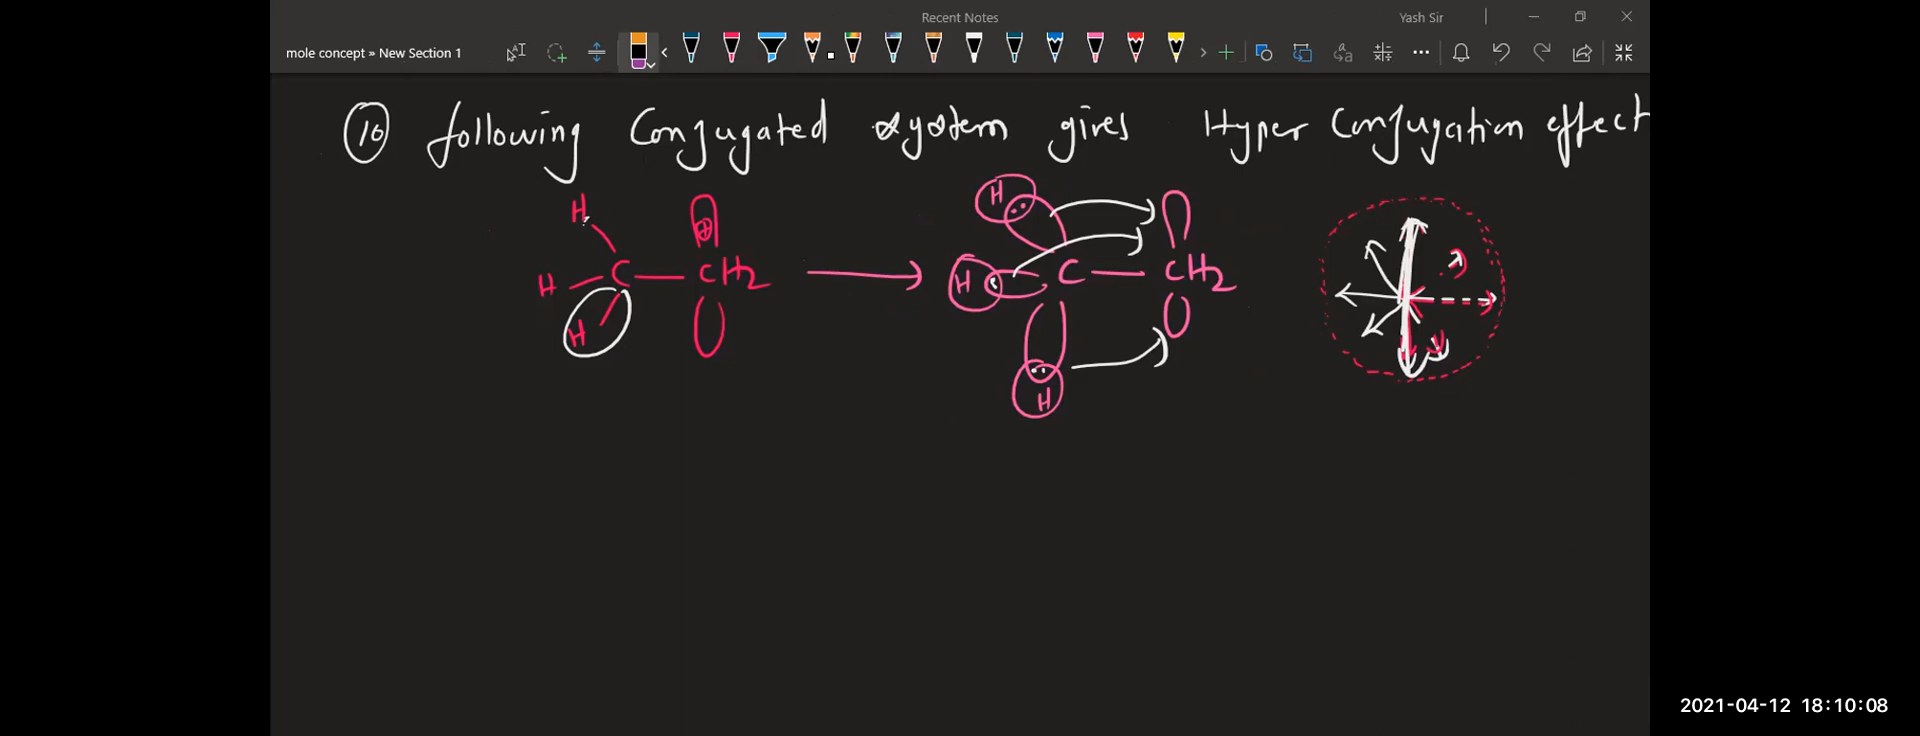 Recent Notes
Yash Sir
mole concept » New Section 1
10 following Conjugated system gives Hyper Conjugation effect
H
H C CH2
H
⊕
H
H C CH2
H
2021-04-12 18:10:08